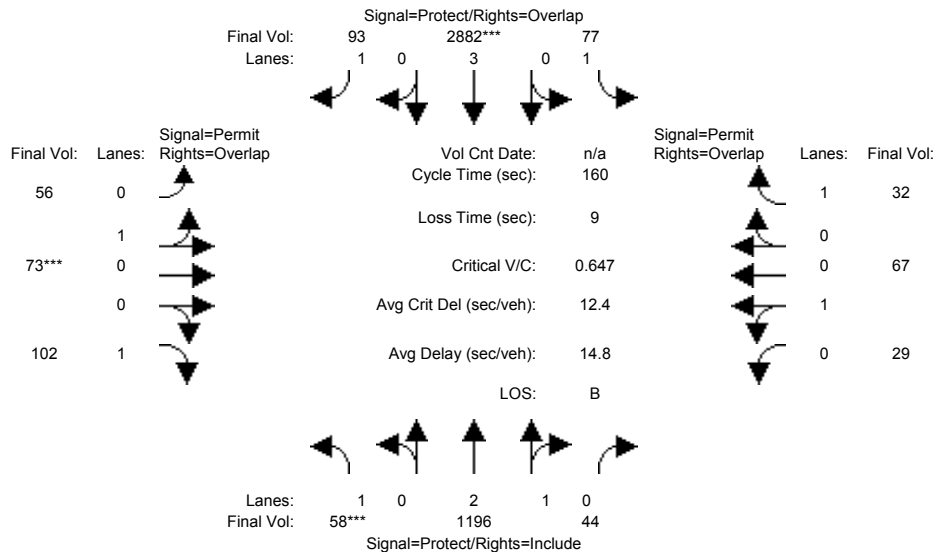 Signal=Protect/Rights=Overlap
Final Vol: 93 2882*** 77
Lanes: 1 0 3 0 1
Signal=Permit Signal=Permit
Final Vol: Lanes: Rights=Overlap Vol Cnt Date: n/a Rights=Overlap Lanes: Final Vol:
Cycle Time (sec): 160
56 0 1 32
Loss Time (sec): 9
1 0
73*** 0 Critical V/C: 0.647 0 67
0 Avg Crit Del (sec/veh): 12.4 1
102 1 Avg Delay (sec/veh): 14.8 0 29
LOS: B
Lanes: 1 0 2 1 0
Final Vol: 58*** 1196 44
Signal=Protect/Rights=Include